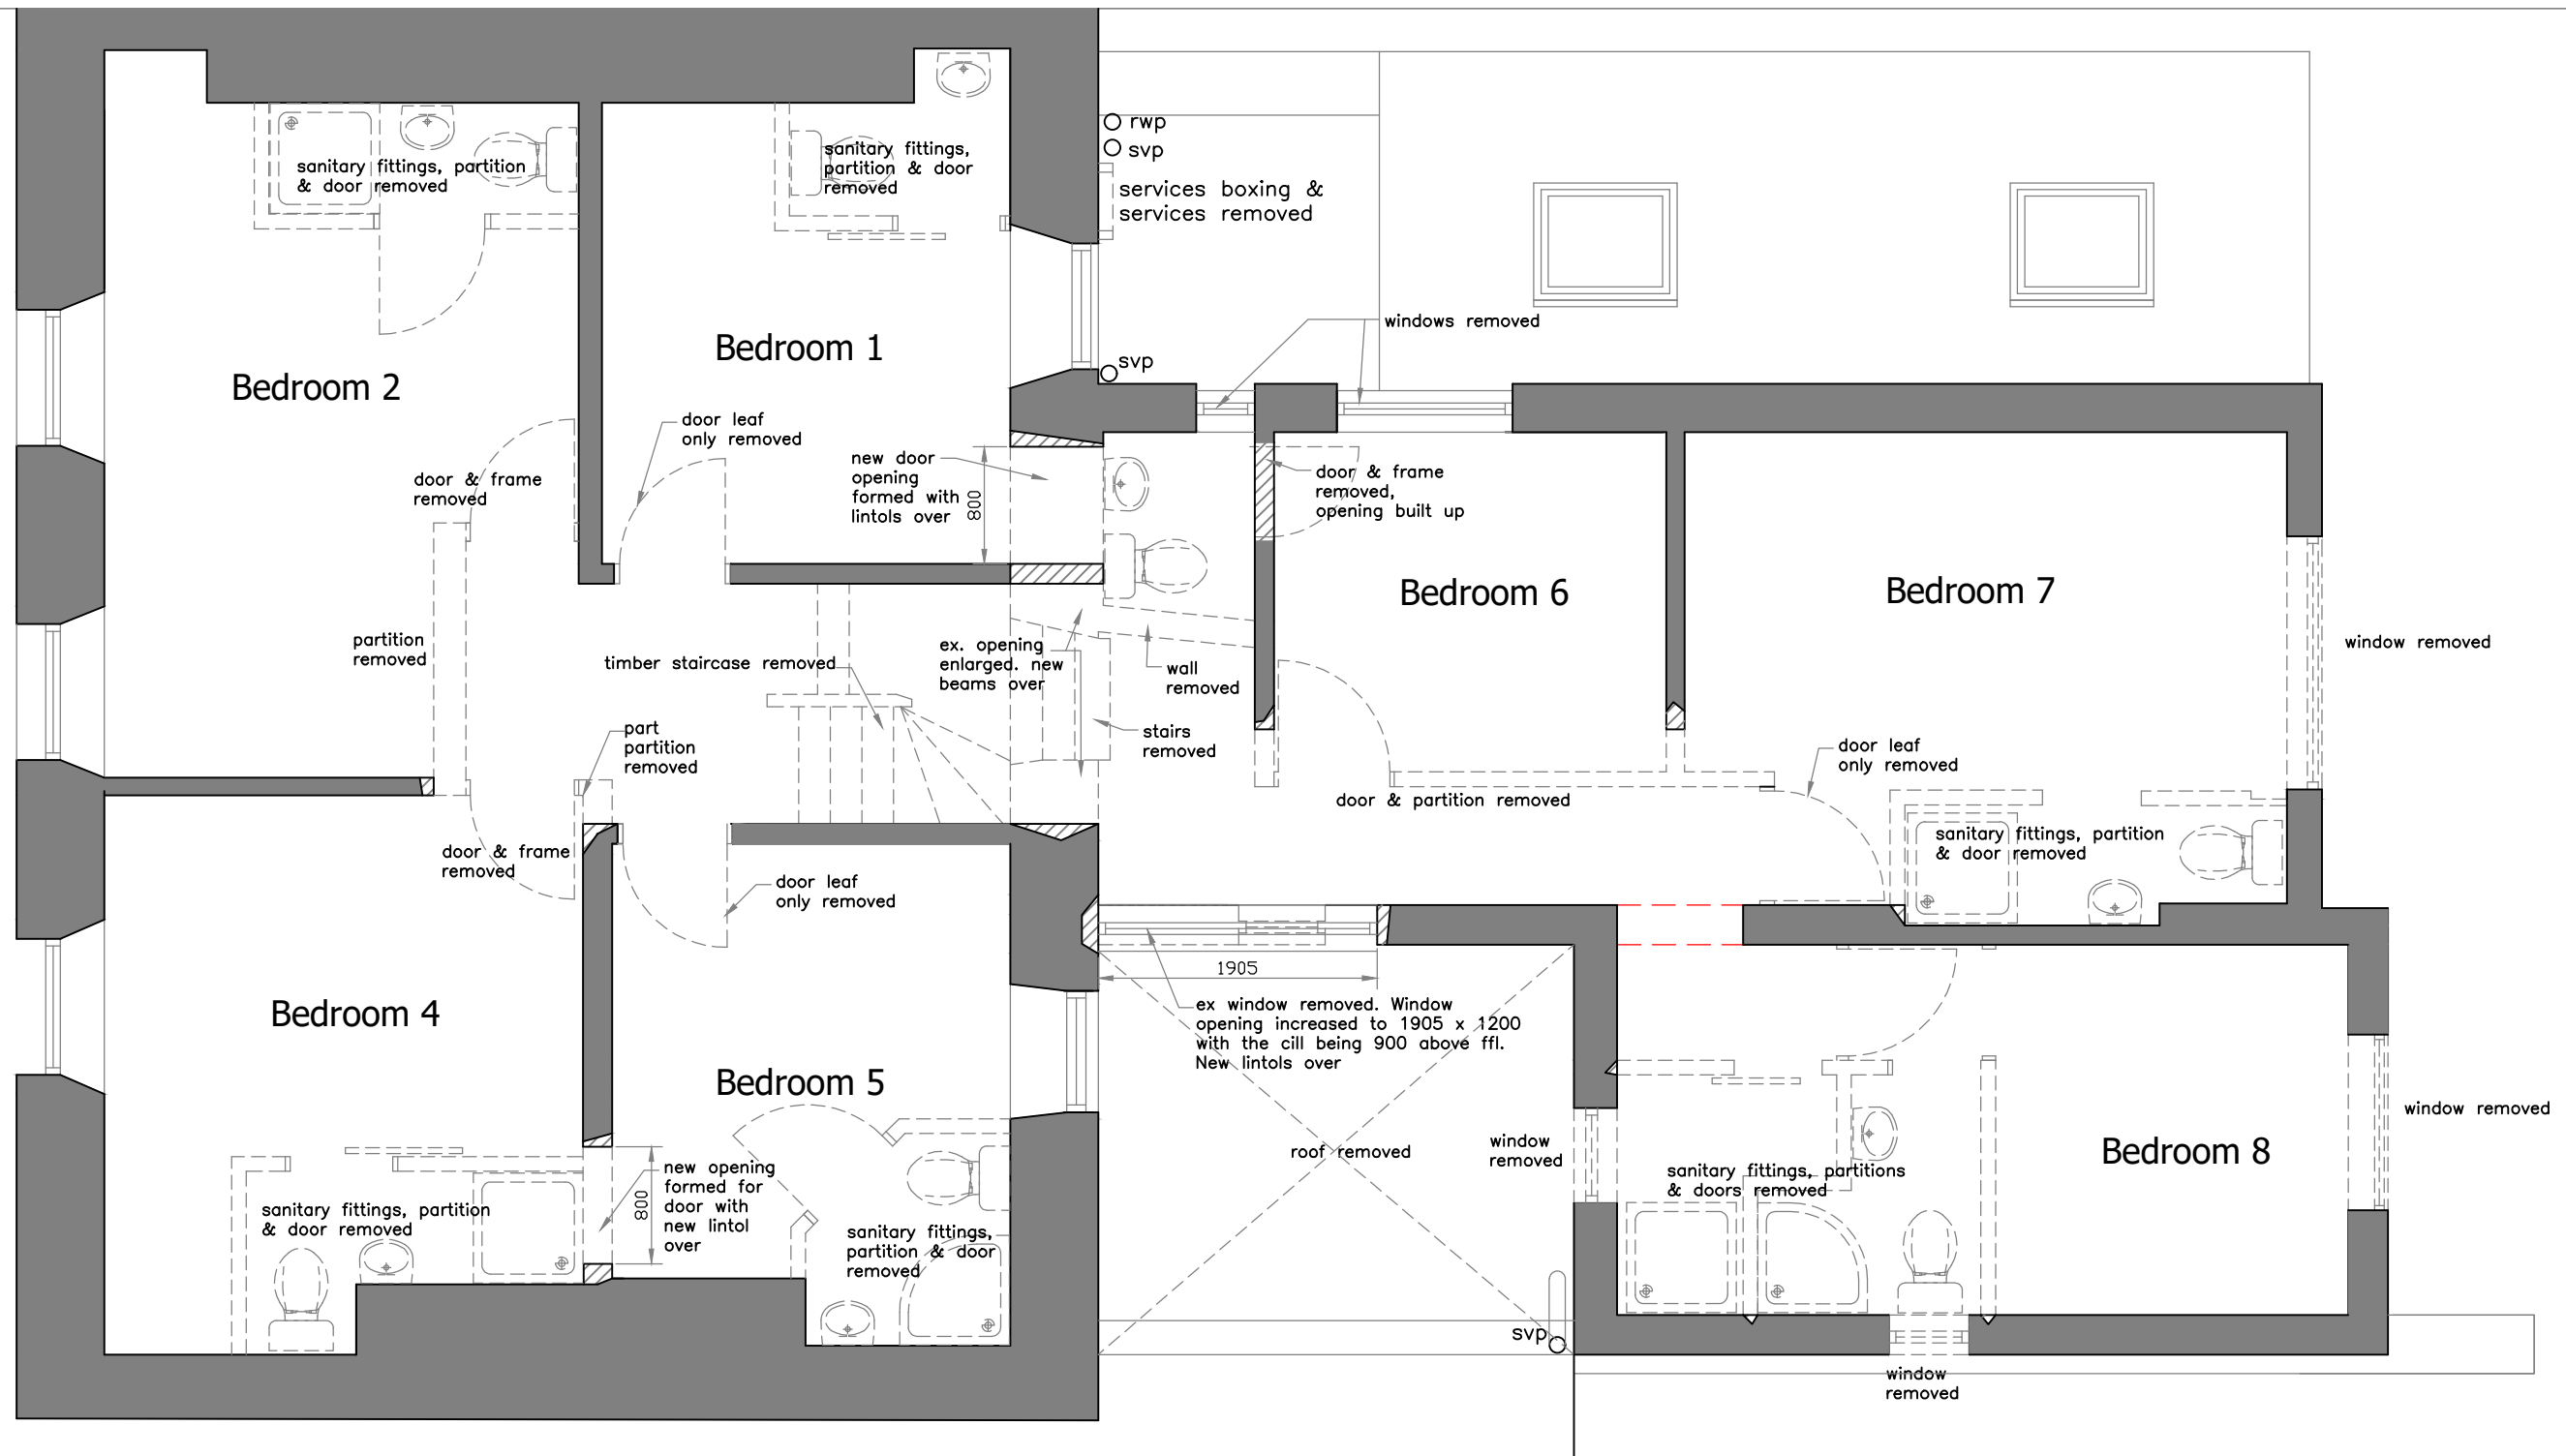 sanitary fittings, partition
& door removed
Bedroom 2
door & frame
removed
partition
removed
sanitary fittings,
partition & door
removed
Bedroom 1
door leaf
only removed
new door
opening
formed with
lintols over
800
rwp
svp
services boxing &
services removed
svp
windows removed
door & frame
removed,
opening built up
Bedroom 6
Bedroom 7
window removed
timber staircase removed
ex. opening
enlarged. new
beams over
wall
removed
stairs
removed
part
partition
removed
door & partition removed
door leaf
only removed
sanitary fittings, partition
& door removed
door & frame
removed
door leaf
only removed
Bedroom 4
Bedroom 5
1905
ex window removed. Window
opening increased to 1905 x 1200
with the cill being 900 above ffl.
New lintols over
roof removed
window
removed
sanitary fittings, partitions
& doors removed
Bedroom 8
window removed
sanitary fittings, partition
& door removed
800
new opening
formed for
door with
new lintol
over
sanitary fittings,
partition & door
removed
svp
window
removed